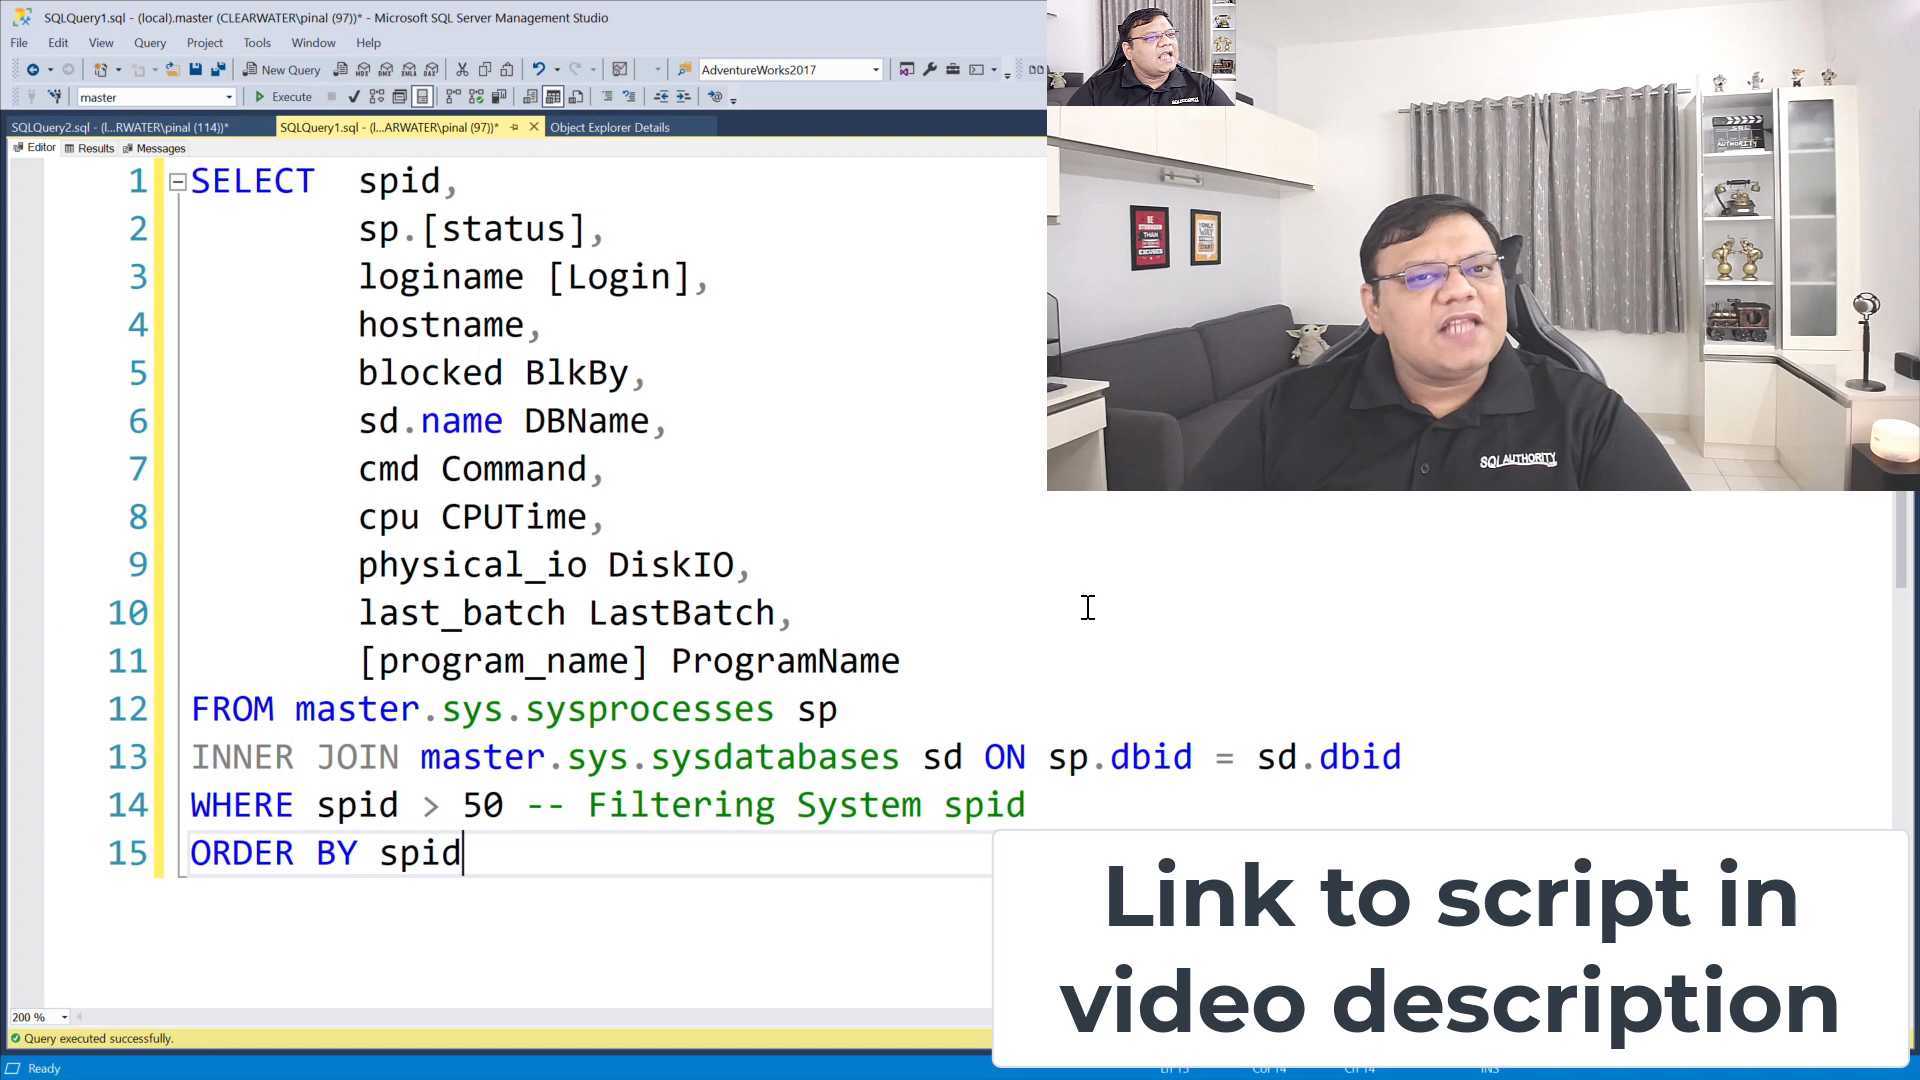 SQLQuery1.sql - (local).master (CLEARWATER\pinal (97))* - Microsoft SQL Server Management Studio
File Edit View Query Project Tools Window Help
New Query MDX DMX XMLA DAX AdventureWorks2017
master Execute
SQLQuery2.sql - (l...RWATER\pinal (114))* SQLQuery1.sql - (l...ARWATER\pinal (97))* Object Explorer Details
Editor Results Messages
1 SELECT spid,
2 sp.[status],
3 loginame [Login],
4 hostname,
5 blocked BlkBy,
6 sd.name DBName,
7 cmd Command,
8 cpu CPUTime,
9 physical_io DiskIO,
10 last_batch LastBatch,
11 [program_name] ProgramName
12 FROM master.sys.sysprocesses sp
13 INNER JOIN master.sys.sysdatabases sd ON sp.dbid = sd.dbid
14 WHERE spid > 50 -- Filtering System spid
15 ORDER BY spid
SQLAUTHORITY
Link to script in
video description
200 %
Query executed successfully.
Ready